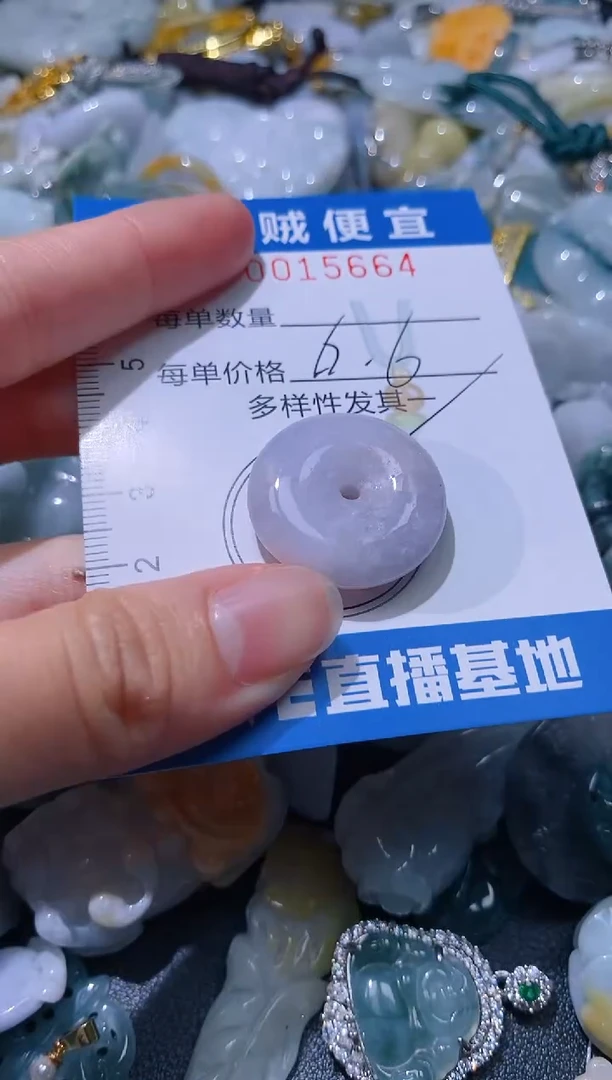 贼便宜
0015664
每单数量
每单价格 6.6
多样性发其一
5
3
2
直播基地